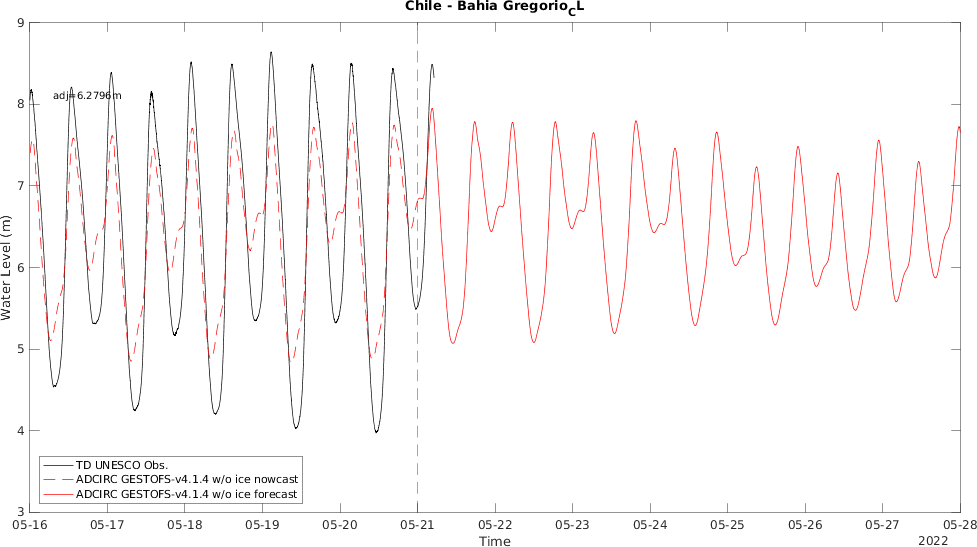 Chile - Bahia Gregorio_CL
9
8
7
6
5
4
3
adj=6.2796m
Water Level (m)
TD UNESCO Obs.
ADCIRC GESTOFS-v4.1.4 w/o ice nowcast
ADCIRC GESTOFS-v4.1.4 w/o ice forecast
05-16 05-17 05-18 05-19 05-20 05-21 05-22 05-23 05-24 05-25 05-26 05-27 05-28
Time
2022